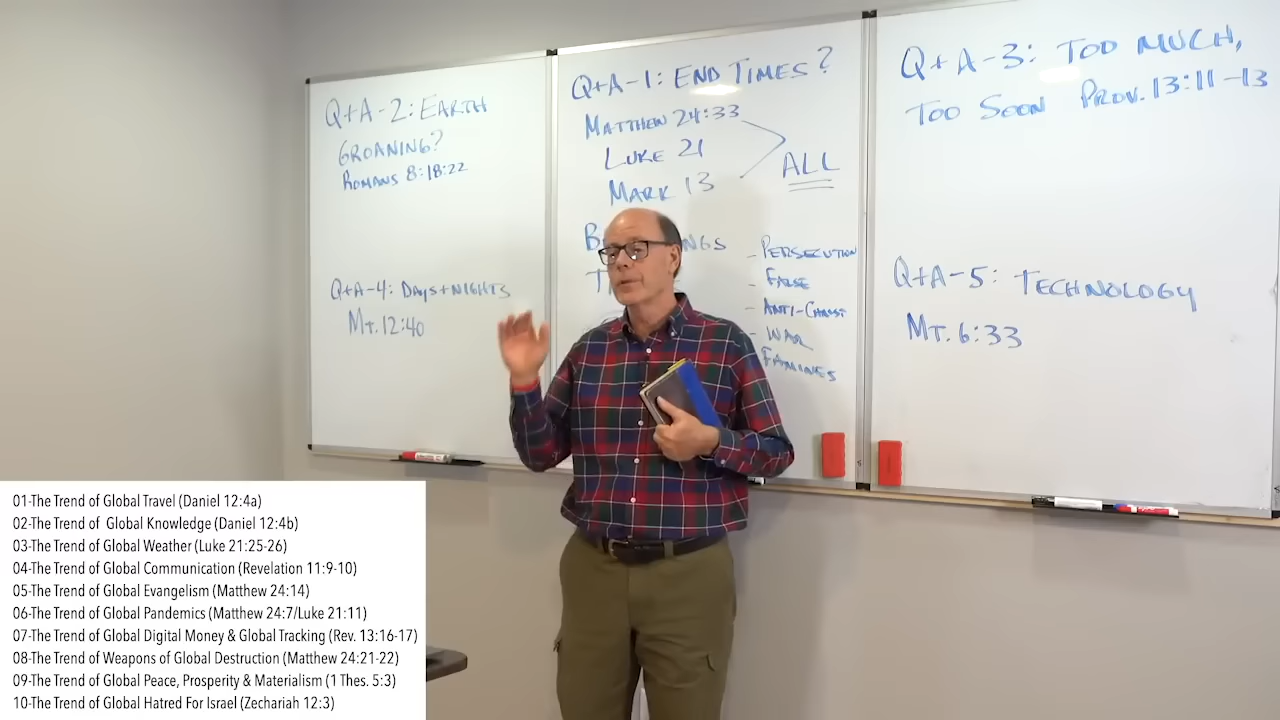 Q+A-2: EARTH
GROANING?
ROMANS 8:18-22
Q+A-4: DAYS+NIGHTS
MT. 12:40
Q+A-1: END TIMES?
MATTHEW 24:33
LUKE 21
MARK 13
ALL
- PERSECUTION
- FALSE
- ANTI-CHRIST
- WAR
FAMINES
Q+A-3: TOO MUCH,
TOO SOON PROV. 13:11-13
Q+A-5: TECHNOLOGY
MT. 6:33
01-The Trend of Global Travel (Daniel 12:4a)
02-The Trend of Global Knowledge (Daniel 12:4b)
03-The Trend of Global Weather (Luke 21:25-26)
04-The Trend of Global Communication (Revelation 11:9-10)
05-The Trend of Global Evangelism (Matthew 24:14)
06-The Trend of Global Pandemics (Matthew 24:7/Luke 21:11)
07-The Trend of Global Digital Money & Global Tracking (Rev. 13:16-17)
08-The Trend of Weapons of Global Destruction (Matthew 24:21-22)
09-The Trend of Global Peace, Prosperity & Materialism (1 Thes. 5:3)
10-The Trend of Global Hatred For Israel (Zechariah 12:3)